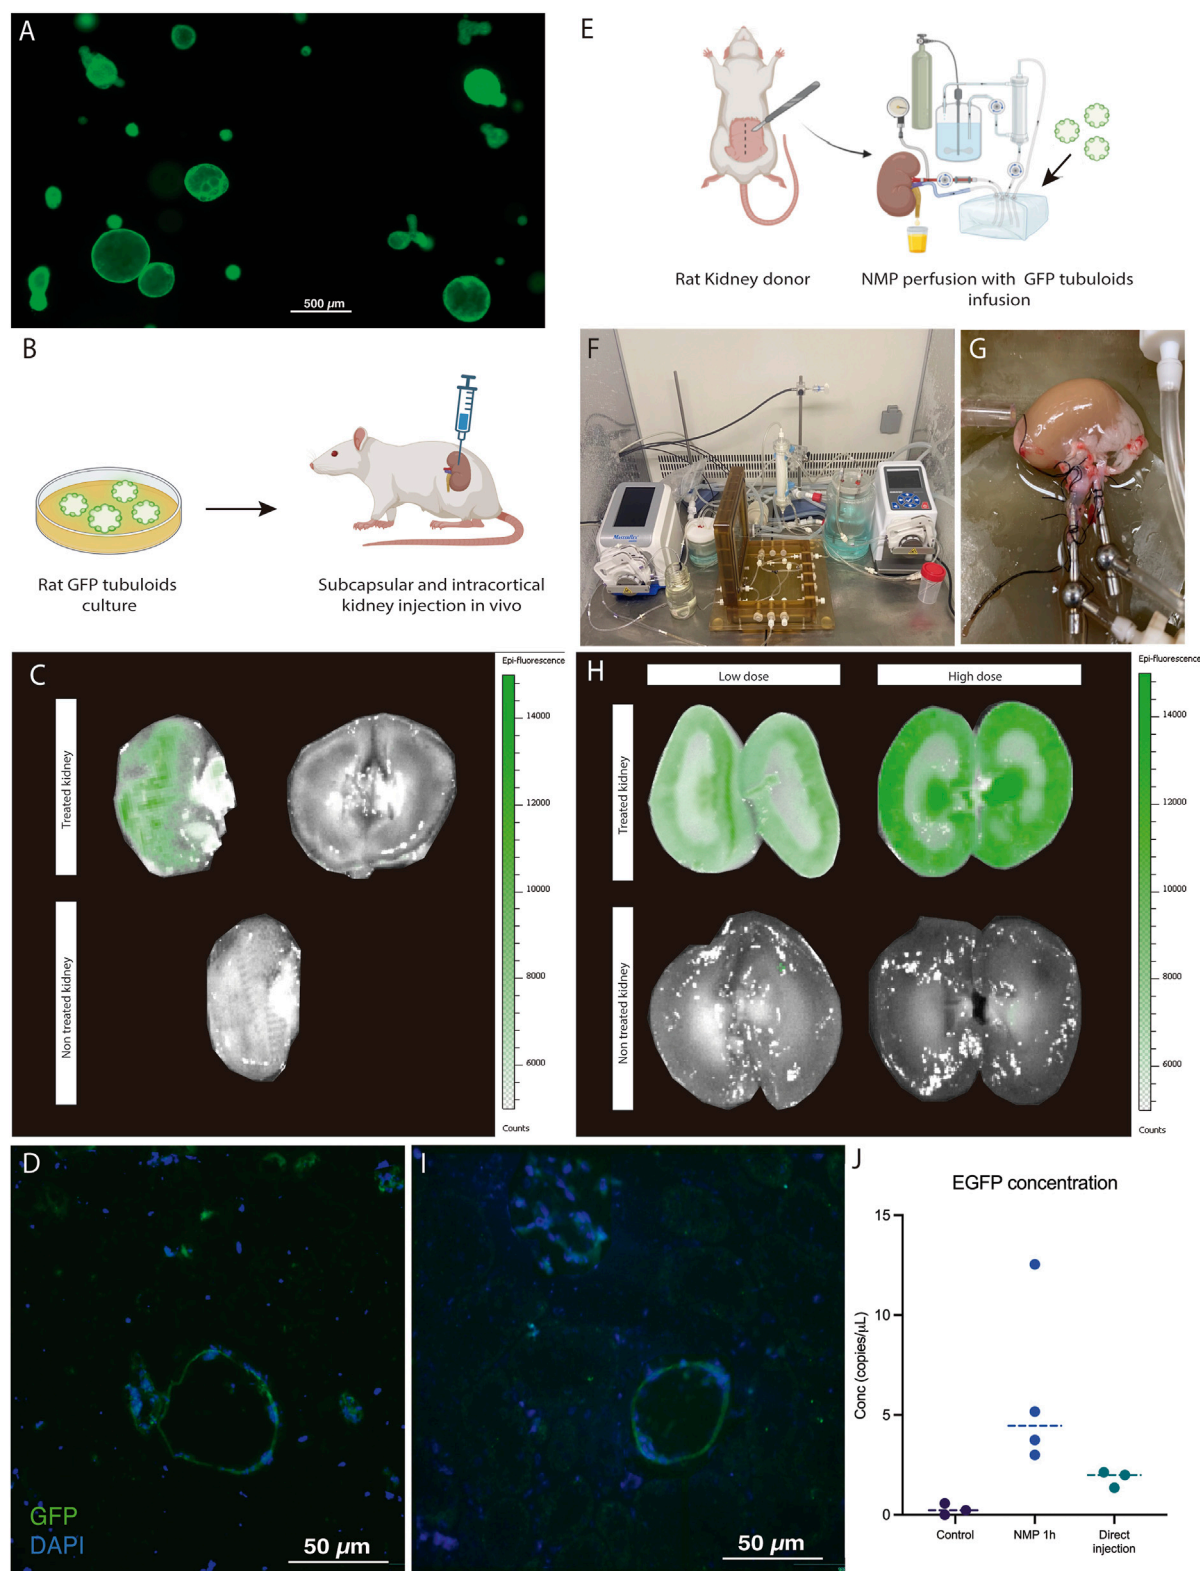 A
500 µm
B
Rat GFP tubuloids
culture
Subcapsular and intracortical
kidney injection in vivo
E
Rat Kidney donor
NMP perfusion with GFP tubuloids
infusion
F
G
C
Treated kidney
Non treated kidney
Epi-fluorescence
14000
12000
10000
8000
6000
Counts
H
Low dose
High dose
Treated kidney
Non treated kidney
Epi-fluorescence
14000
12000
10000
8000
6000
Counts
D
GFP
DAPI
50 µm
I
50 µm
J
EGFP concentration
Conc (copies/µL)
15
10
5
0
Control
NMP 1h
Direct
injection